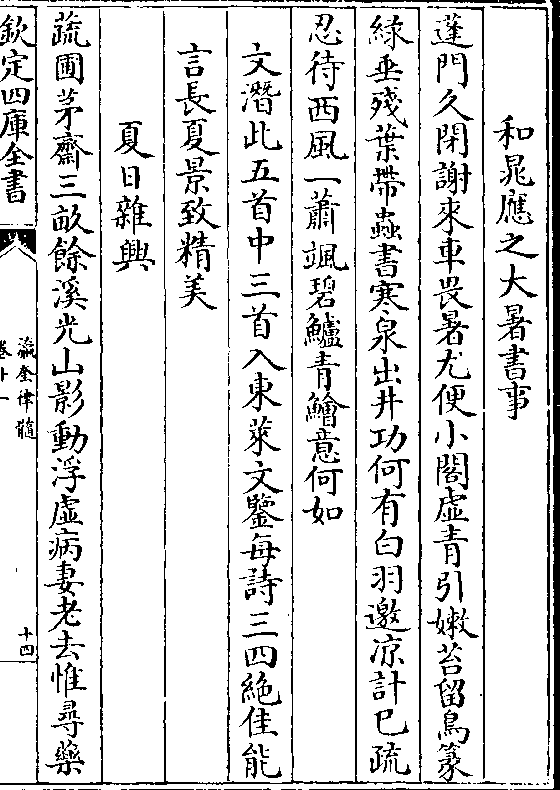 和晁應之大暑書事
蓬門久閉謝來車畏暑尤便小閣虛青引嫩苔留鳥篆
綠垂殘葉帶蟲書寒泉出井功何有白羽邀凉計已疏
忍待西風一蕭颯碧鱸青鱠意何如
文潛此五首中三首入東萊文鑒每詩三四絶佳能
言長夏景致精美
夏日雜興
蔬圃茅齋三畝餘溪光山影動浮虛病妻老去惟尋藥
欽定四庫全書
瀛奎律髓
卷十一
十四